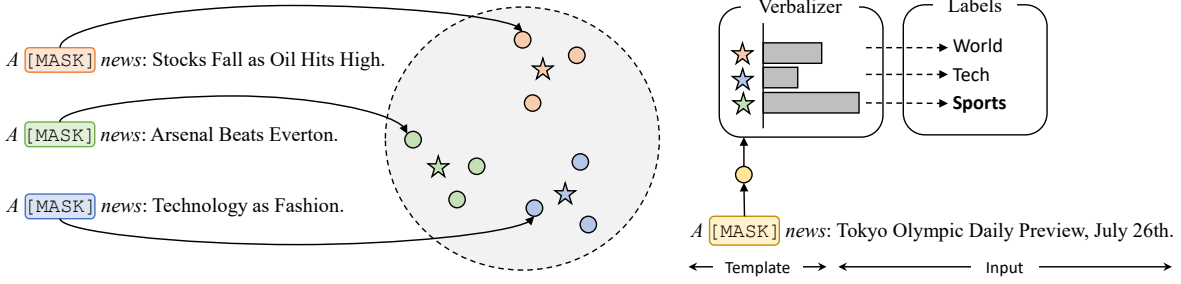 A [MASK] news: Stocks Fall as Oil Hits High.
A [MASK] news: Arsenal Beats Everton.
A [MASK] news: Technology as Fashion.
Verbalizer
Labels
World
Tech
Sports
A [MASK] news: Tokyo Olympic Daily Preview, July 26th.
Template
Input